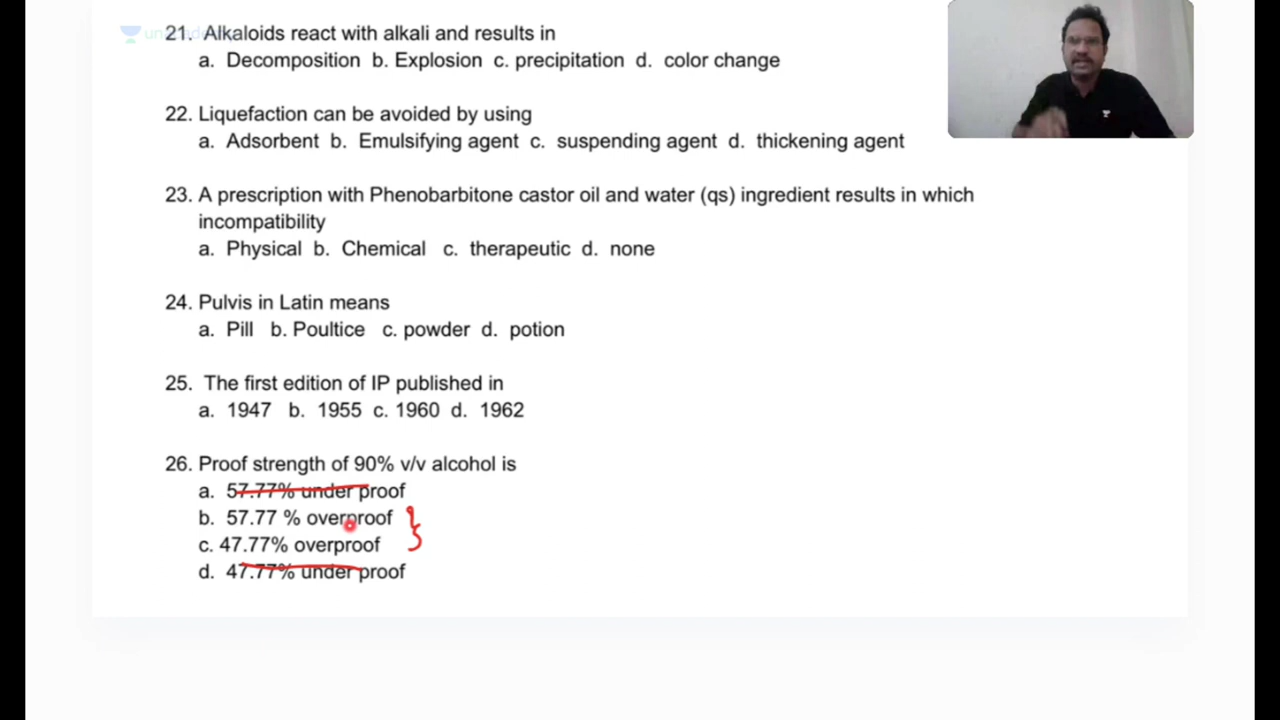 21. Alkaloids react with alkali and results in
a. Decomposition b. Explosion c. precipitation d. color change
22. Liquefaction can be avoided by using
a. Adsorbent b. Emulsifying agent c. suspending agent d. thickening agent
23. A prescription with Phenobarbitone castor oil and water (qs) ingredient results in which
incompatibility
a. Physical b. Chemical c. therapeutic d. none
24. Pulvis in Latin means
a. Pill b. Poultice c. powder d. potion
25. The first edition of IP published in
a. 1947 b. 1955 c. 1960 d. 1962
26. Proof strength of 90% v/v alcohol is
a. 57.77% under proof
b. 57.77 % overproof
c. 47.77% overproof
d. 47.77% under proof